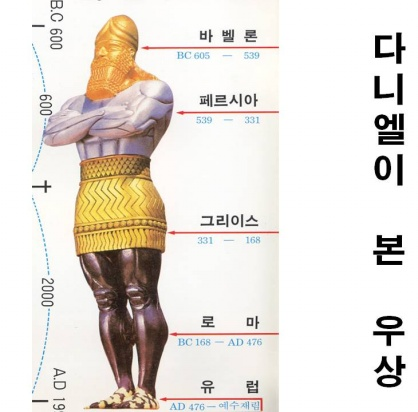 B.C 600
600
2000
A.D 19
바 벨 론
BC 605 — 539
페르시아
539 — 331
그리이스
331 — 168
로 마
BC 168 — AD 476
유 럽
AD 476 — 예수재림
다니엘이 본 우상